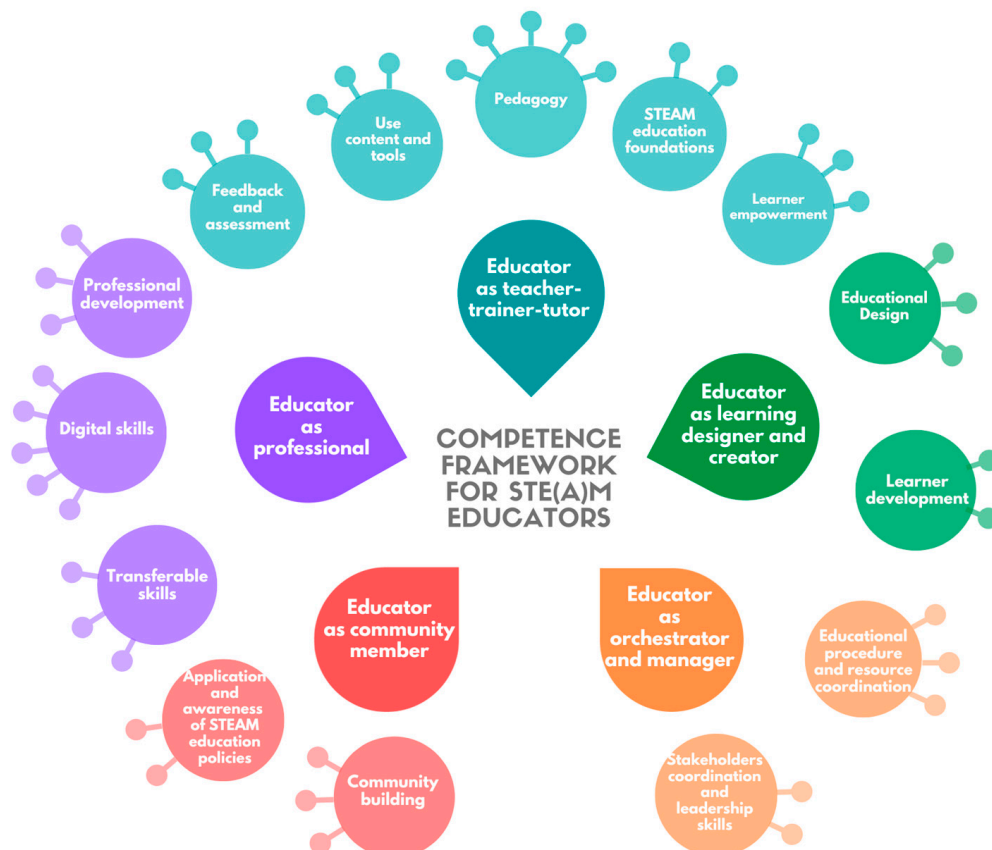 Pedagogy
STEAM
education
foundations
Use
content and
tools
Learner
empowerment
Feedback
and
assessment
Educator
as teacher-
trainer-tutor
Professional
development
Educational
Design
Educator
as
professional
Educator
as learning
designer and
creator
Digital skills
COMPETENCE
FRAMEWORK
FOR STE(A)M
EDUCATORS
Learner
development
Transferable
skills
Educator
as community
member
Educator
as
orchestrator
and manager
Educational
procedure
and resource
coordination
Application
and
awareness
of STEAM
education
policies
Community
building
Stakeholders
coordination
and
leadership
skills